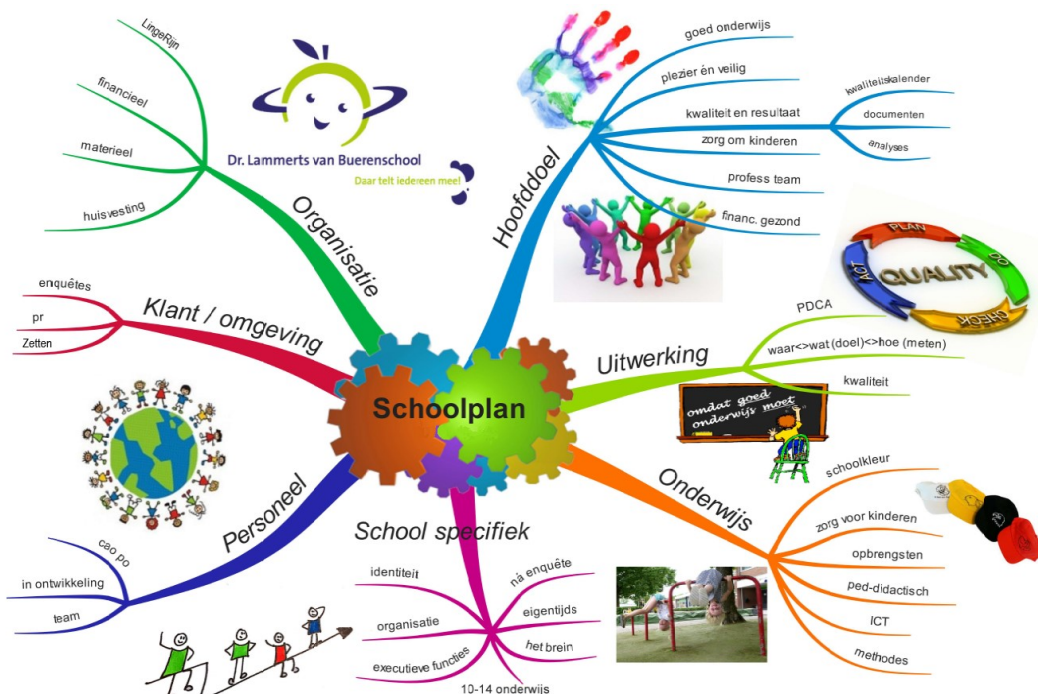 Schoolplan
Hoofddoel
goed onderwijs
plezier én veilig
kwaliteit en resultaat
kwaliteitskalender
documenten
analyses
zorg om kinderen
profess team
financ. gezond
Uitwerking
PDCA
waar<>wat (doel)<>hoe (meten)
kwaliteit
PLAN
DO
CHECK
ACT
QUALITY
omdat goed
onderwijs moet
Onderwijs
schoolkleur
zorg voor kinderen
opbrengsten
ped-didactisch
ICT
methodes
School specifiek
ná enquête
eigentijds
het brein
10-14 onderwijs
identiteit
organisatie
executieve functies
Personeel
cao po
in ontwikkeling
team
Klant / omgeving
enquêtes
pr
Zetten
Organisatie
LingeRijn
financieel
materieel
huisvesting
Dr. Lammerts van Buerenschool
Daar telt iedereen mee!